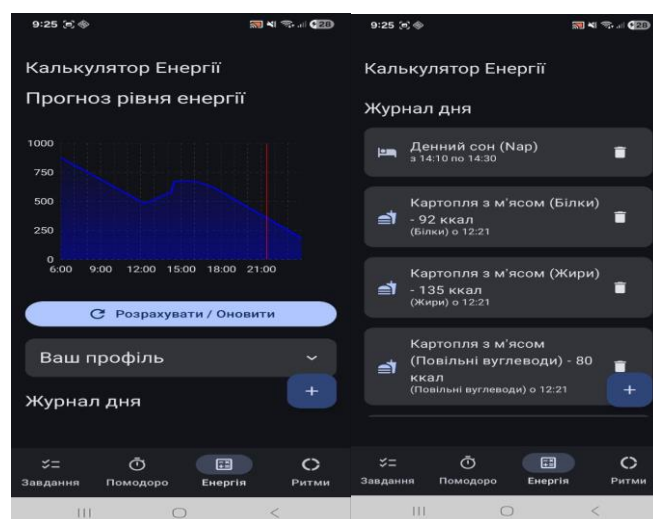 9:25
28
Калькулятор Енергії
Прогноз рівня енергії
1000
750
500
250
0
6:00 9:00 12:00 15:00 18:00 21:00
Розрахувати / Оновити
Ваш профіль
Журнал дня
+
Завдання Помодоро Енергія Ритми
9:25
28
Калькулятор Енергії
Журнал дня
Денний сон (Nap)
з 14:10 по 14:30
Картопля з м'ясом (Білки)
- 92 ккал
(Білки) о 12:21
Картопля з м'ясом (Жири)
- 135 ккал
(Жири) о 12:21
Картопля з м'ясом
(Повільні вуглеводи) - 80
ккал
(Повільні вуглеводи) о 12:21
+
Завдання Помодоро Енергія Ритми